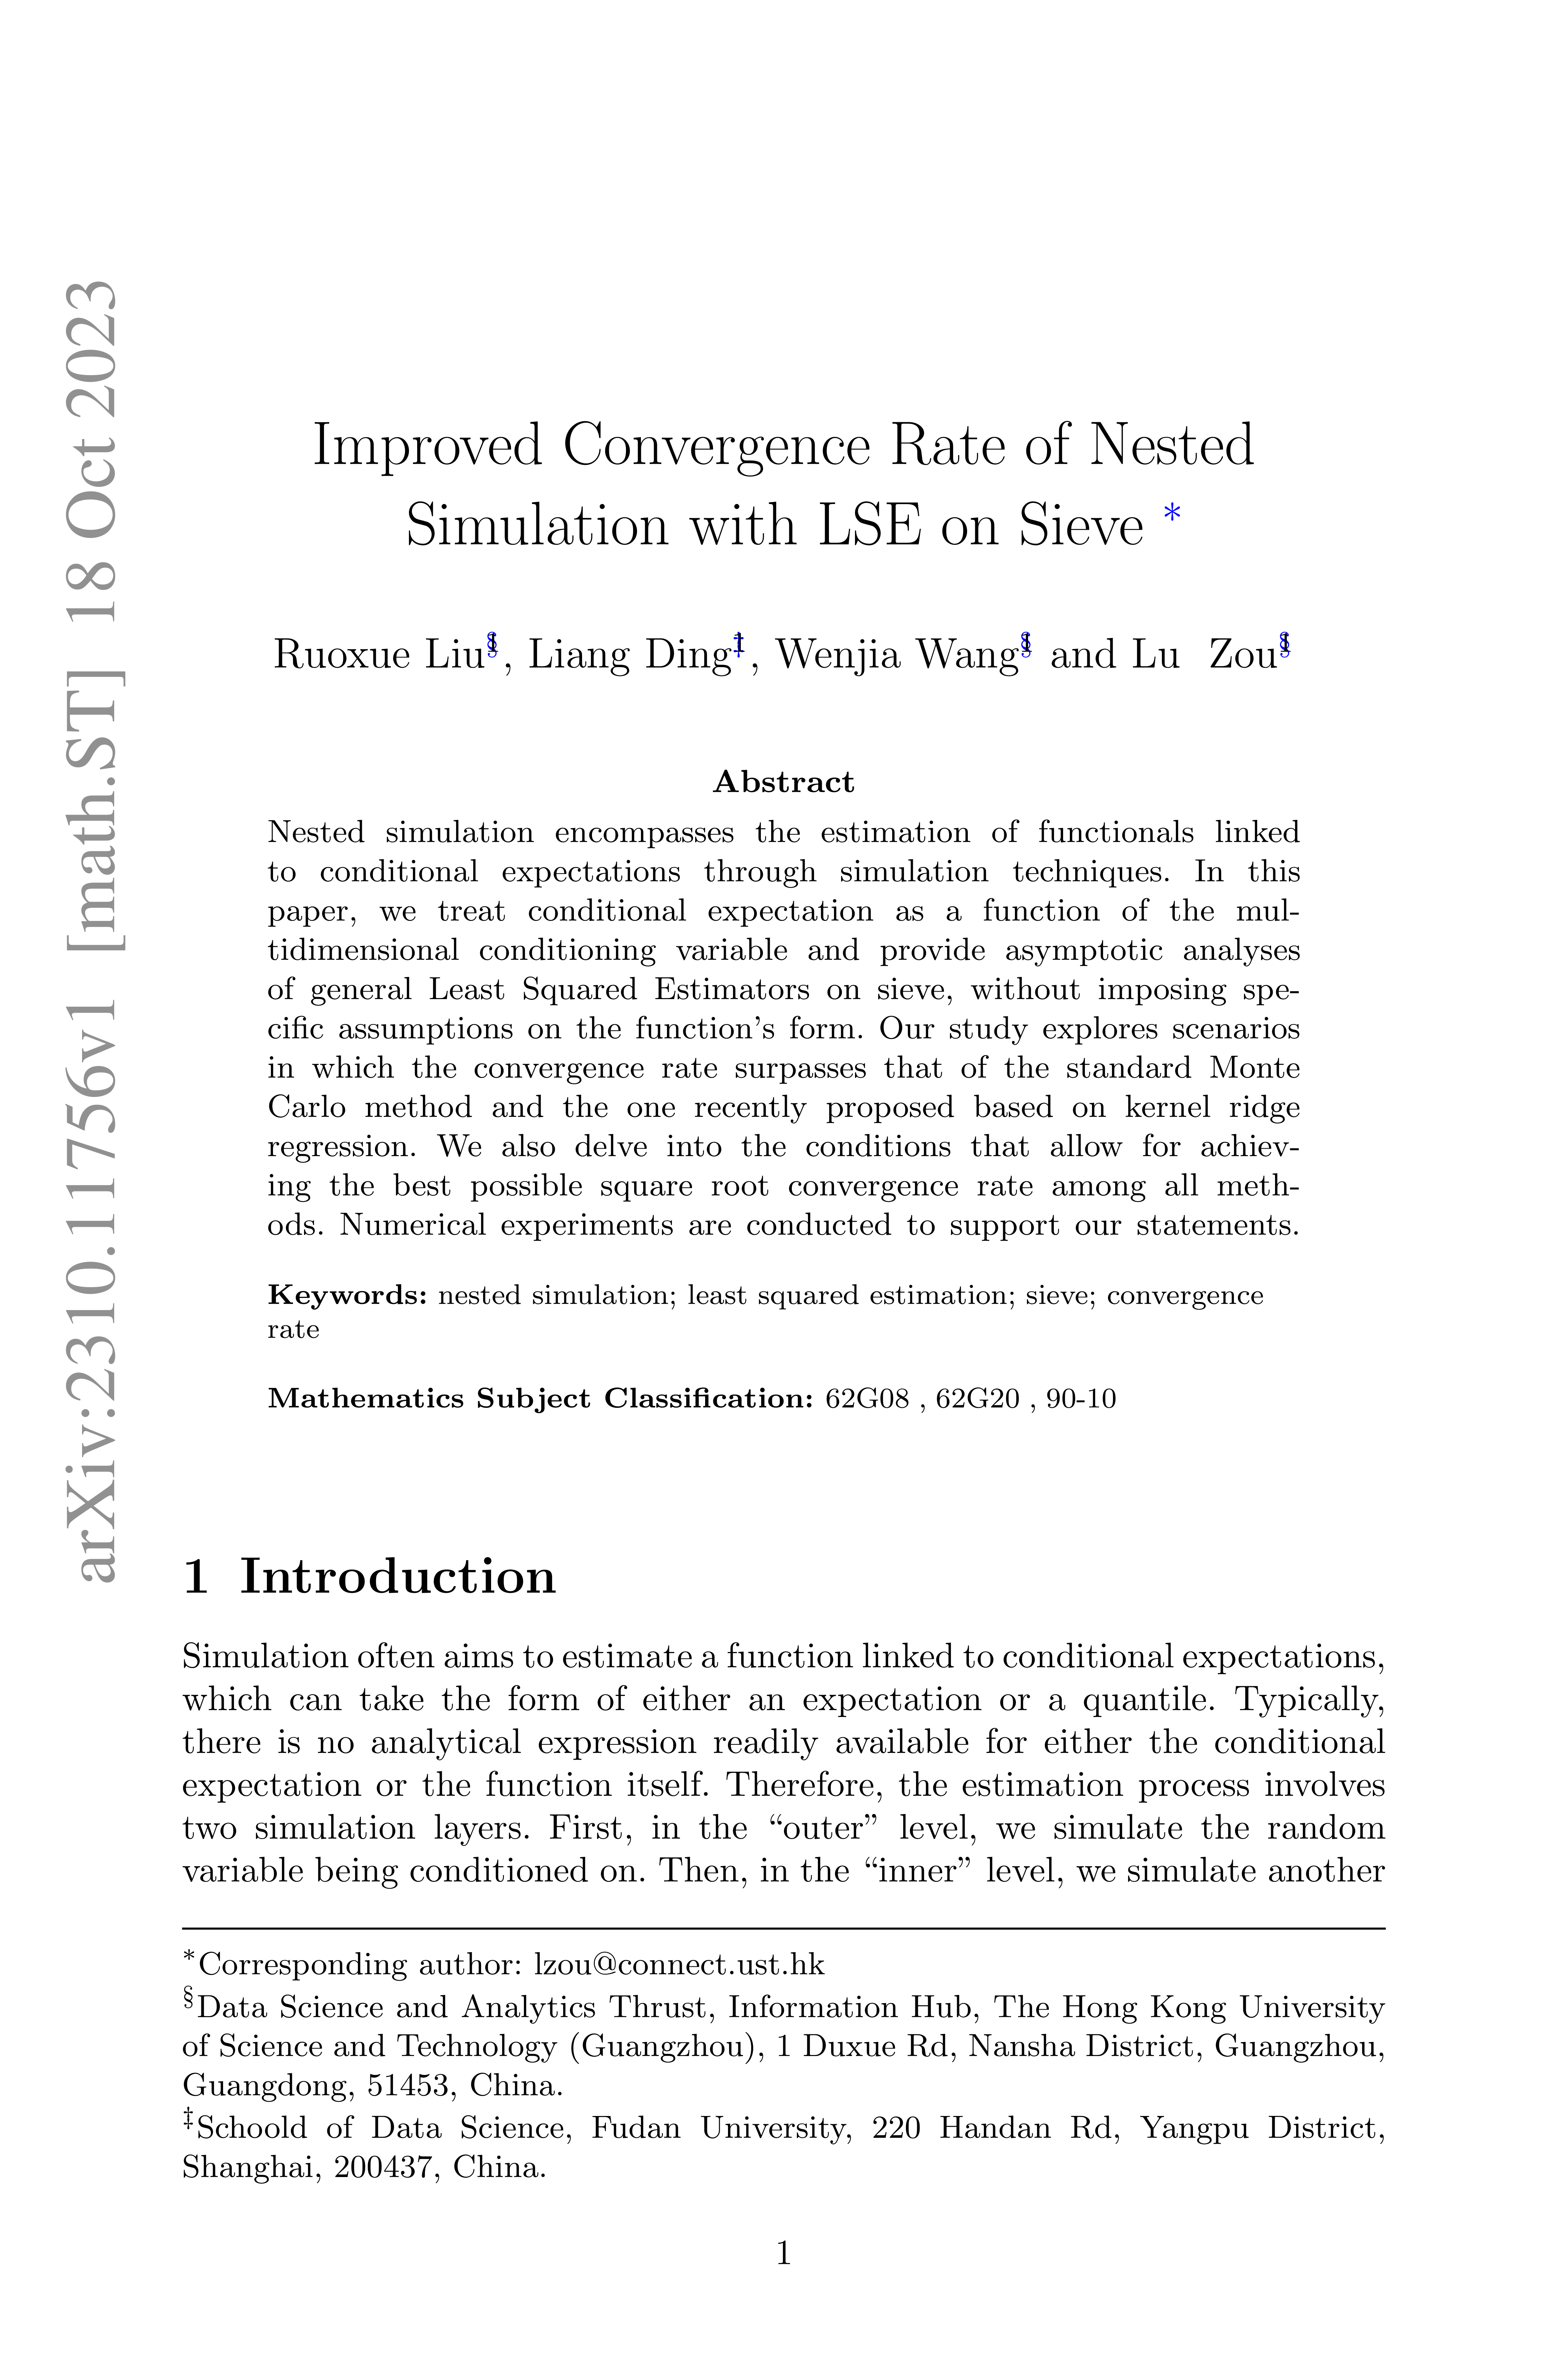 arXiv:2310.11756v1 [math.ST] 18 Oct 2023
Improved Convergence Rate of Nested
Simulation with LSE on Sieve *
Ruoxue Liu§, Liang Ding‡, Wenjia Wang§ and Lu Zou§
Abstract
Nested simulation encompasses the estimation of functionals linked
to conditional expectations through simulation techniques. In this
paper, we treat conditional expectation as a function of the mul-
tidimensional conditioning variable and provide asymptotic analyses
of general Least Squared Estimators on sieve, without imposing spe-
cific assumptions on the function's form. Our study explores scenarios
in which the convergence rate surpasses that of the standard Monte
Carlo method and the one recently proposed based on kernel ridge
regression. We also delve into the conditions that allow for achiev-
ing the best possible square root convergence rate among all meth-
ods. Numerical experiments are conducted to support our statements.
Keywords: nested simulation; least squared estimation; sieve; convergence
rate
Mathematics Subject Classification: 62G08 , 62G20 , 90-10
1 Introduction
Simulation often aims to estimate a function linked to conditional expectations,
which can take the form of either an expectation or a quantile. Typically,
there is no analytical expression readily available for either the conditional
expectation or the function itself. Therefore, the estimation process involves
two simulation layers. First, in the “outer” level, we simulate the random
variable being conditioned on. Then, in the “inner” level, we simulate another
*Corresponding author: lzou@connect.ust.hk
§Data Science and Analytics Thrust, Information Hub, The Hong Kong University
of Science and Technology (Guangzhou), 1 Duxue Rd, Nansha District, Guangzhou,
Guangdong, 51453, China.
‡Schoold of Data Science, Fudan University, 220 Handan Rd, Yangpu District,
Shanghai, 200437, China.
1